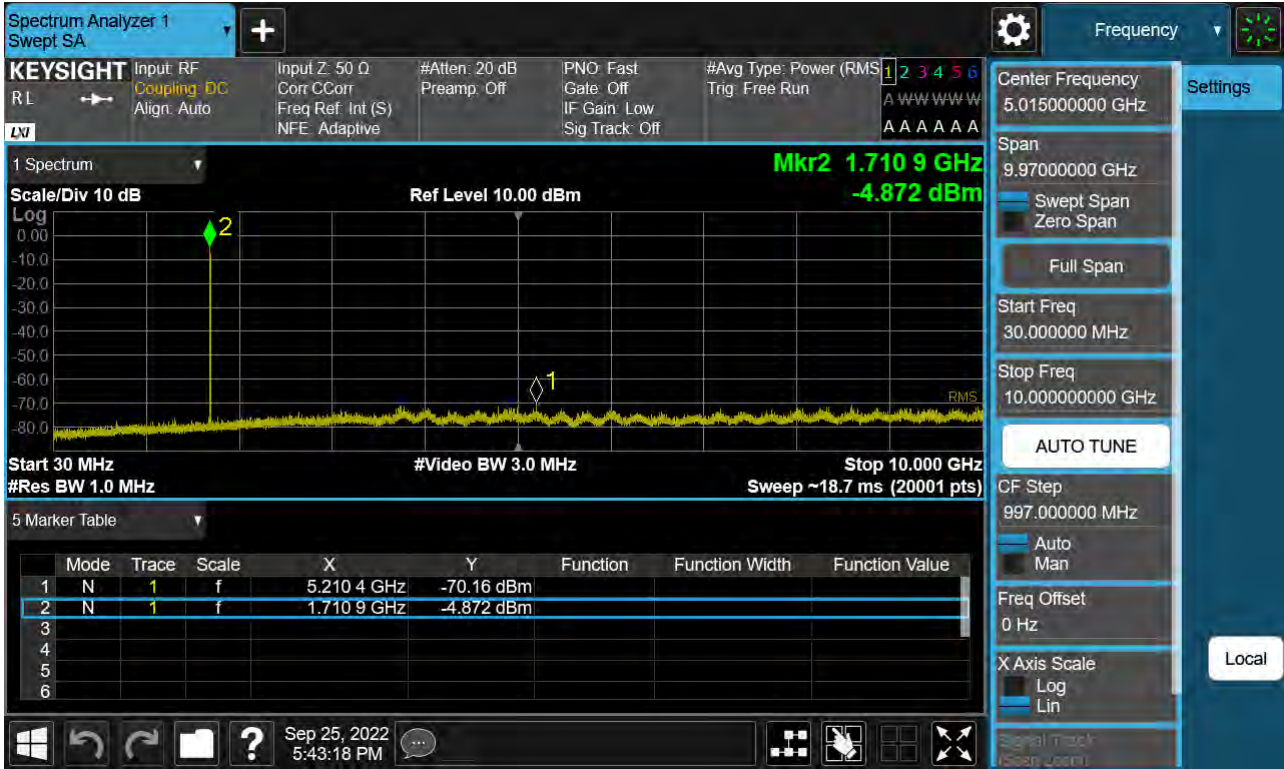 Spectrum Analyzer 1
Swept SA
Frequency
KEYSIGHT
RL
LXI
Input: RF
Coupling: DC
Align: Auto
Input Z: 50 Ω
Corr CCorr
Freq Ref: Int (S)
NFE: Adaptive
#Atten: 20 dB
Preamp: Off
PNO: Fast
Gate: Off
IF Gain: Low
Sig Track: Off
#Avg Type: Power (RMS
Trig: Free Run
1 2 3 4 5 6
A W W W W W
A A A A A A
Center Frequency
5.015000000 GHz
Settings
1 Spectrum
Mkr2 1.710 9 GHz
-4.872 dBm
Scale/Div 10 dB
Ref Level 10.00 dBm
Log
0.00
-10.0
-20.0
-30.0
-40.0
-50.0
-60.0
-70.0
-80.0
2
1
RMS
Start 30 MHz
#Video BW 3.0 MHz
Stop 10.000 GHz
#Res BW 1.0 MHz
Sweep ~18.7 ms (20001 pts)
Span
9.97000000 GHz
Swept Span
Zero Span
Full Span
Start Freq
30.000000 MHz
Stop Freq
10.000000000 GHz
AUTO TUNE
CF Step
997.000000 MHz
Auto
Man
Freq Offset
0 Hz
X Axis Scale
Log
Lin
Signal Track
(Span Zoom)
Local
5 Marker Table
Mode Trace Scale X Y Function Function Width Function Value
1 N 1 f 5.210 4 GHz -70.16 dBm
2 N 1 f 1.710 9 GHz -4.872 dBm
3
4
5
6
?
Sep 25, 2022
5:43:18 PM